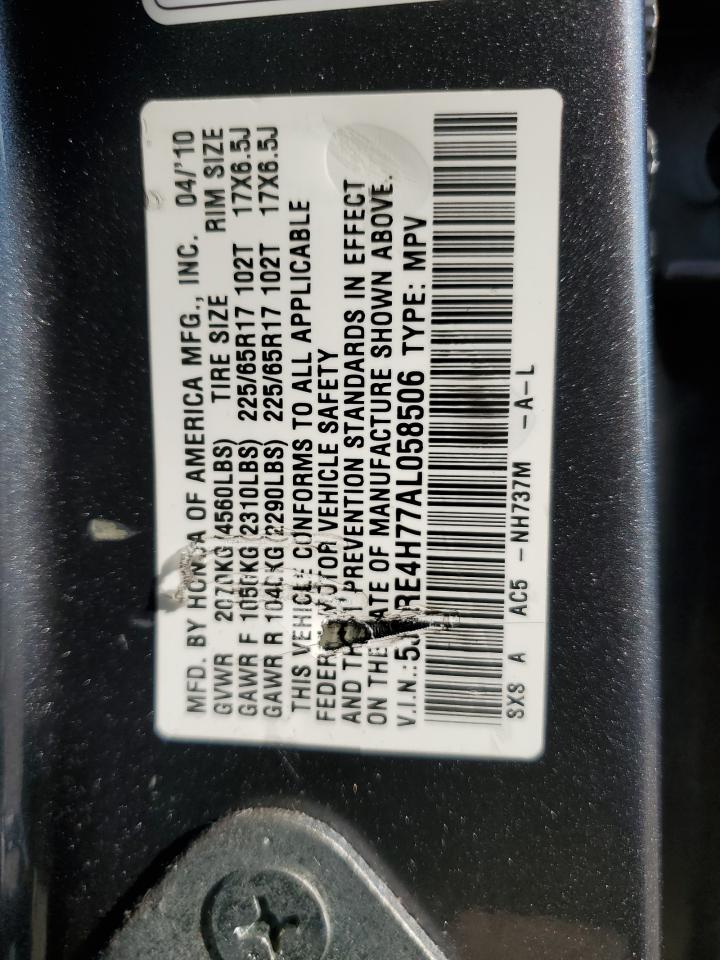 MFD. BY HONDA OF AMERICA MFG., INC. 04/'10
GVWR 2070KG (4560LBS) TIRE SIZE RIM SIZE
GAWR F 1050KG (2310LBS) 225/65R17 102T 17X6.5J
GAWR R 1040KG (2290LBS) 225/65R17 102T 17X6.5J
THIS VEHICLE CONFORMS TO ALL APPLICABLE
FEDERAL MOTOR VEHICLE SAFETY
AND THEFT PREVENTION STANDARDS IN EFFECT
ON THE DATE OF MANUFACTURE SHOWN ABOVE.
V.I.N.: 5J RE4H77AL058506 TYPE: MPV
SXS A AC5 -NH737M -A-L